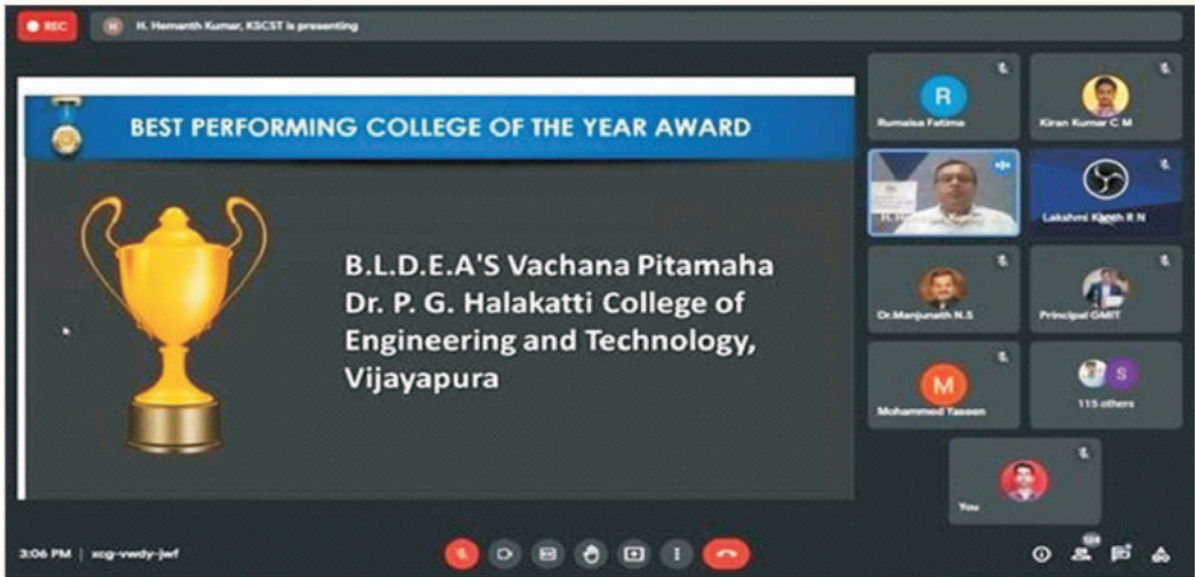 REC
H. Hemanth Kumar, KSCST is presenting
BEST PERFORMING COLLEGE OF THE YEAR AWARD
B.L.D.E.A'S Vachana Pitamaha
Dr. P. G. Halakatti College of
Engineering and Technology,
Vijayapura
R
Rumaisa Fatima
Kiran Kumar C M
Lakshmi Kanth R N
Dr.Manjunath N.S
Principal GMIT
M
Mohammed Yaseen
S
115 others
You
3:06 PM | xcg-vwdy-jwf